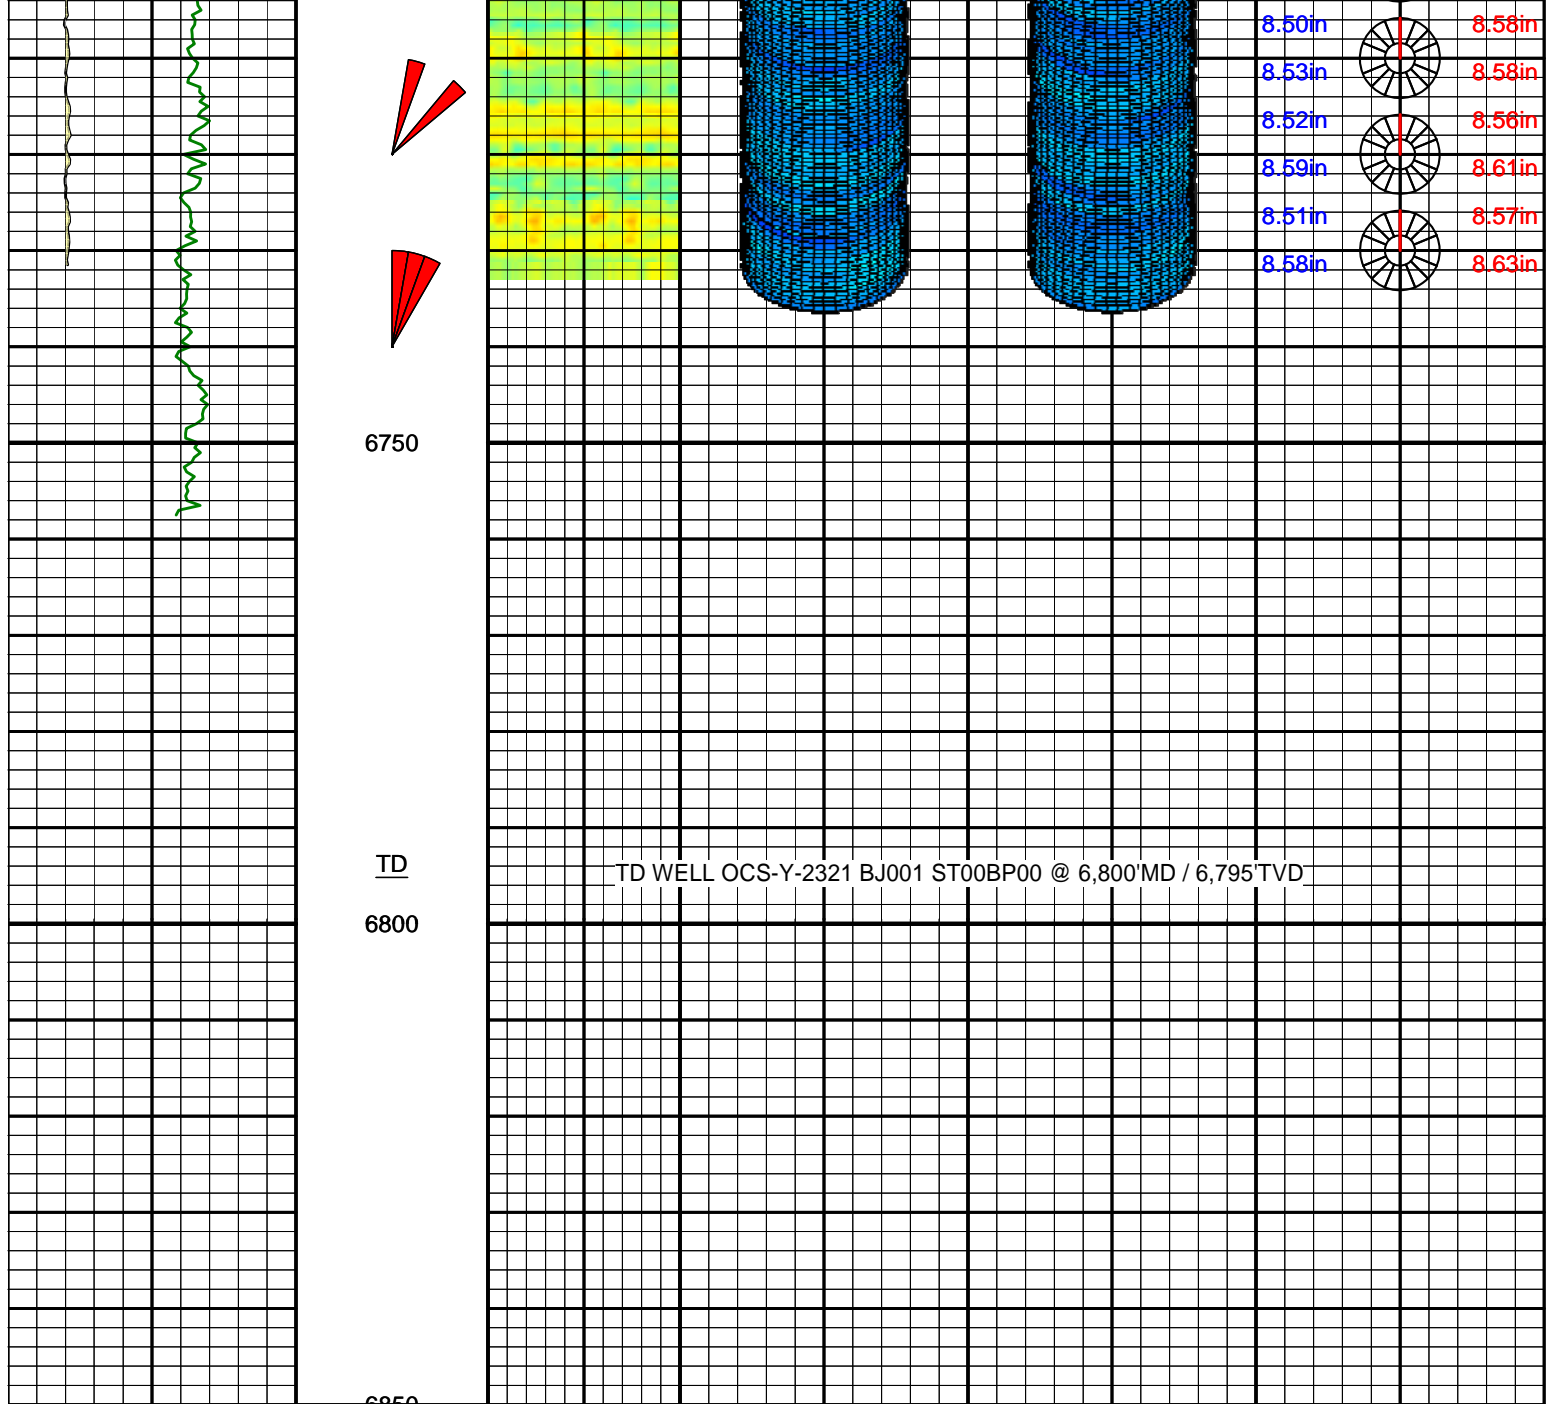 8.50in 8.58in
8.53in 8.58in
8.52in 8.56in
8.59in 8.61in
8.51in 8.57in
8.58in 8.63in
6750
TD
TD WELL OCS-Y-2321 BJ001 ST00BP00 @ 6,800'MD / 6,795'TVD
6800
6850